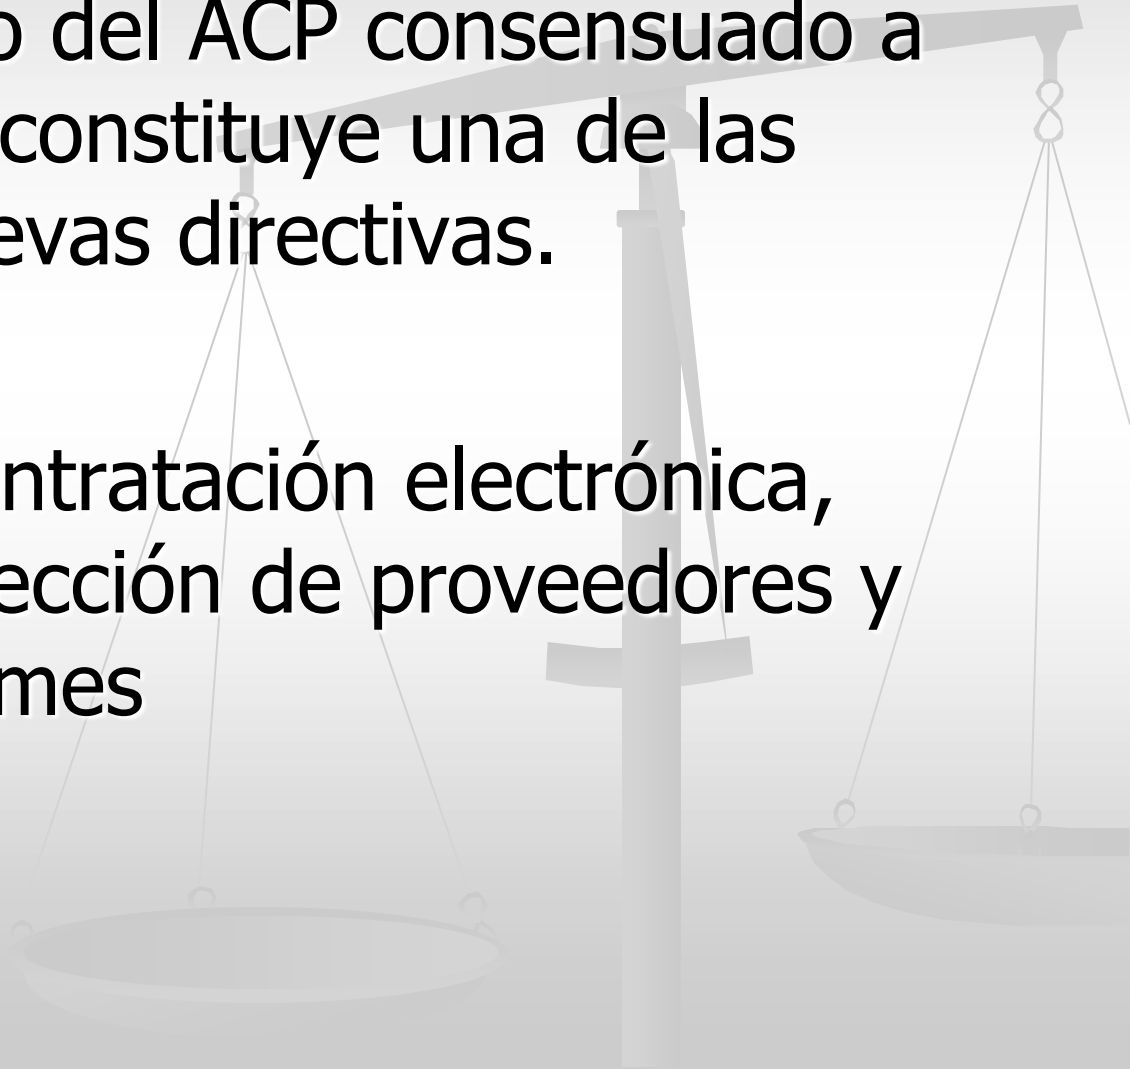 o del ACP consensuado a
constituye una de las
evas directivas.
ntratación electrónica,
ección de proveedores y
mes